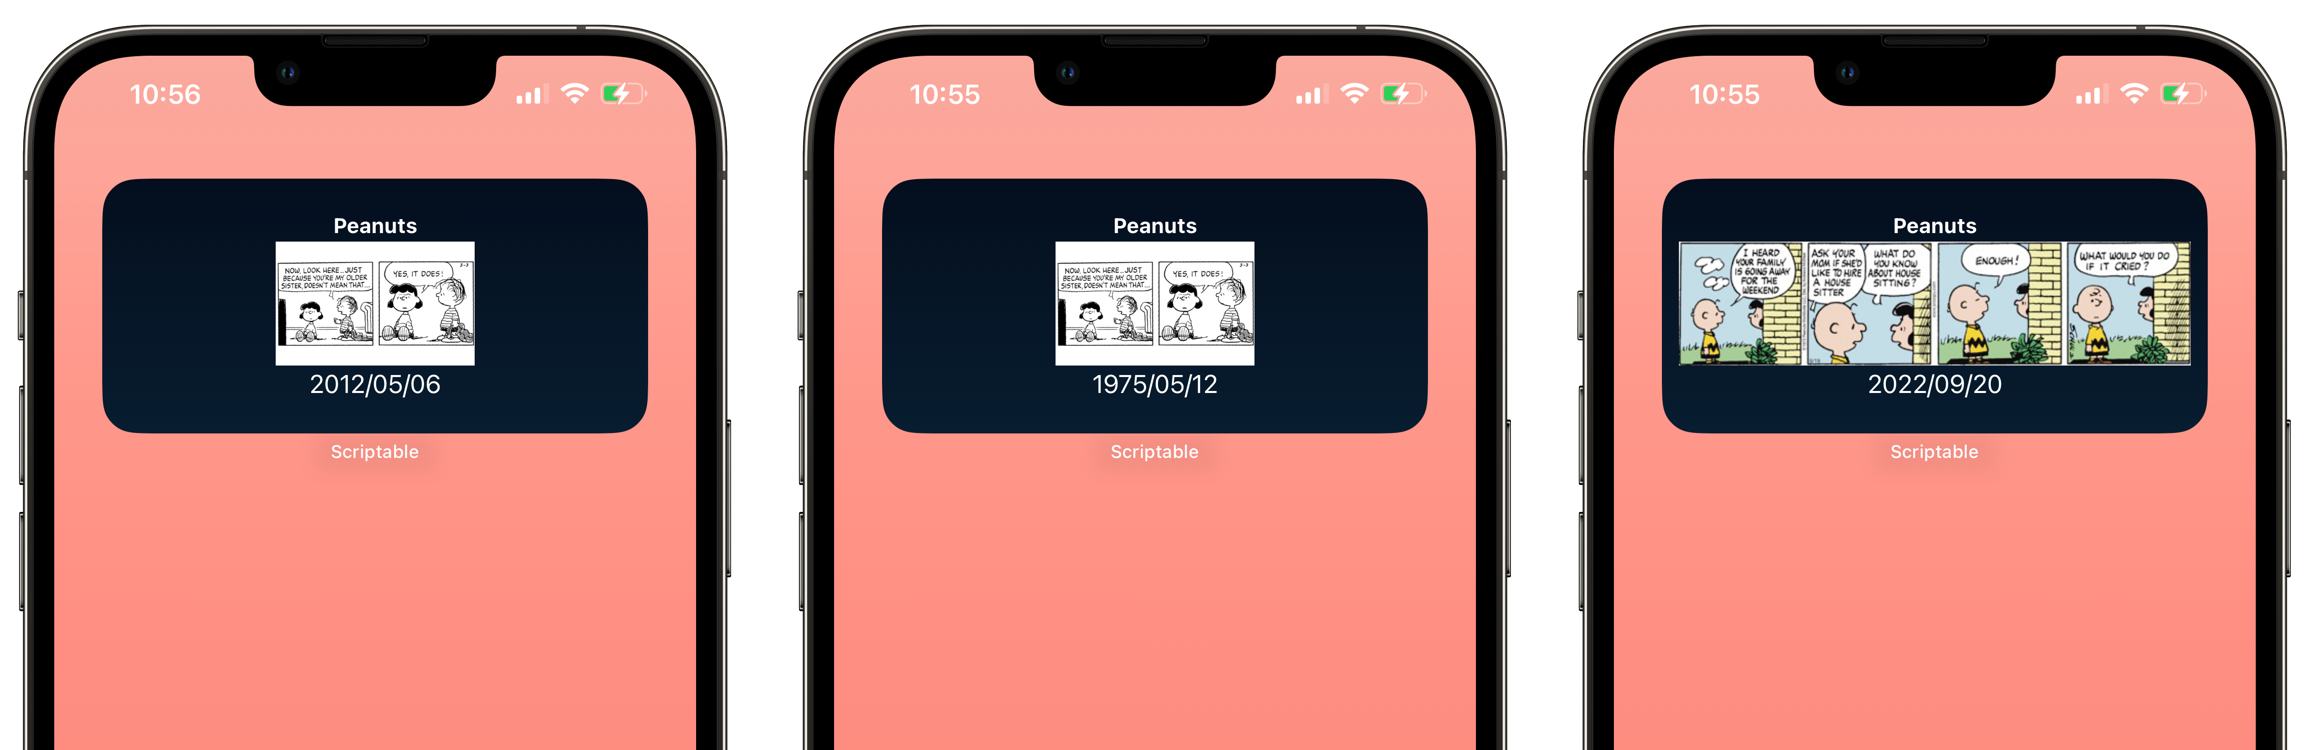 10:56
Peanuts
NOW, LOOK HERE...JUST
BECAUSE YOU'RE MY OLDER
SISTER, DOESN'T MEAN THAT...
YES, IT DOES!
2012/05/06
Scriptable
10:55
Peanuts
NOW, LOOK HERE...JUST
BECAUSE YOU'RE MY OLDER
SISTER, DOESN'T MEAN THAT...
YES, IT DOES!
1975/05/12
Scriptable
10:55
Peanuts
I HEARD
YOUR FAMILY
IS GOING AWAY
FOR THE
WEEKEND
ASK YOUR
MOM IF SHE'D
LIKE TO HIRE
A HOUSE
SITTER
WHAT DO
YOU KNOW
ABOUT HOUSE
SITTING?
ENOUGH!
WHAT WOULD YOU DO
IF IT CRIED?
2022/09/20
Scriptable